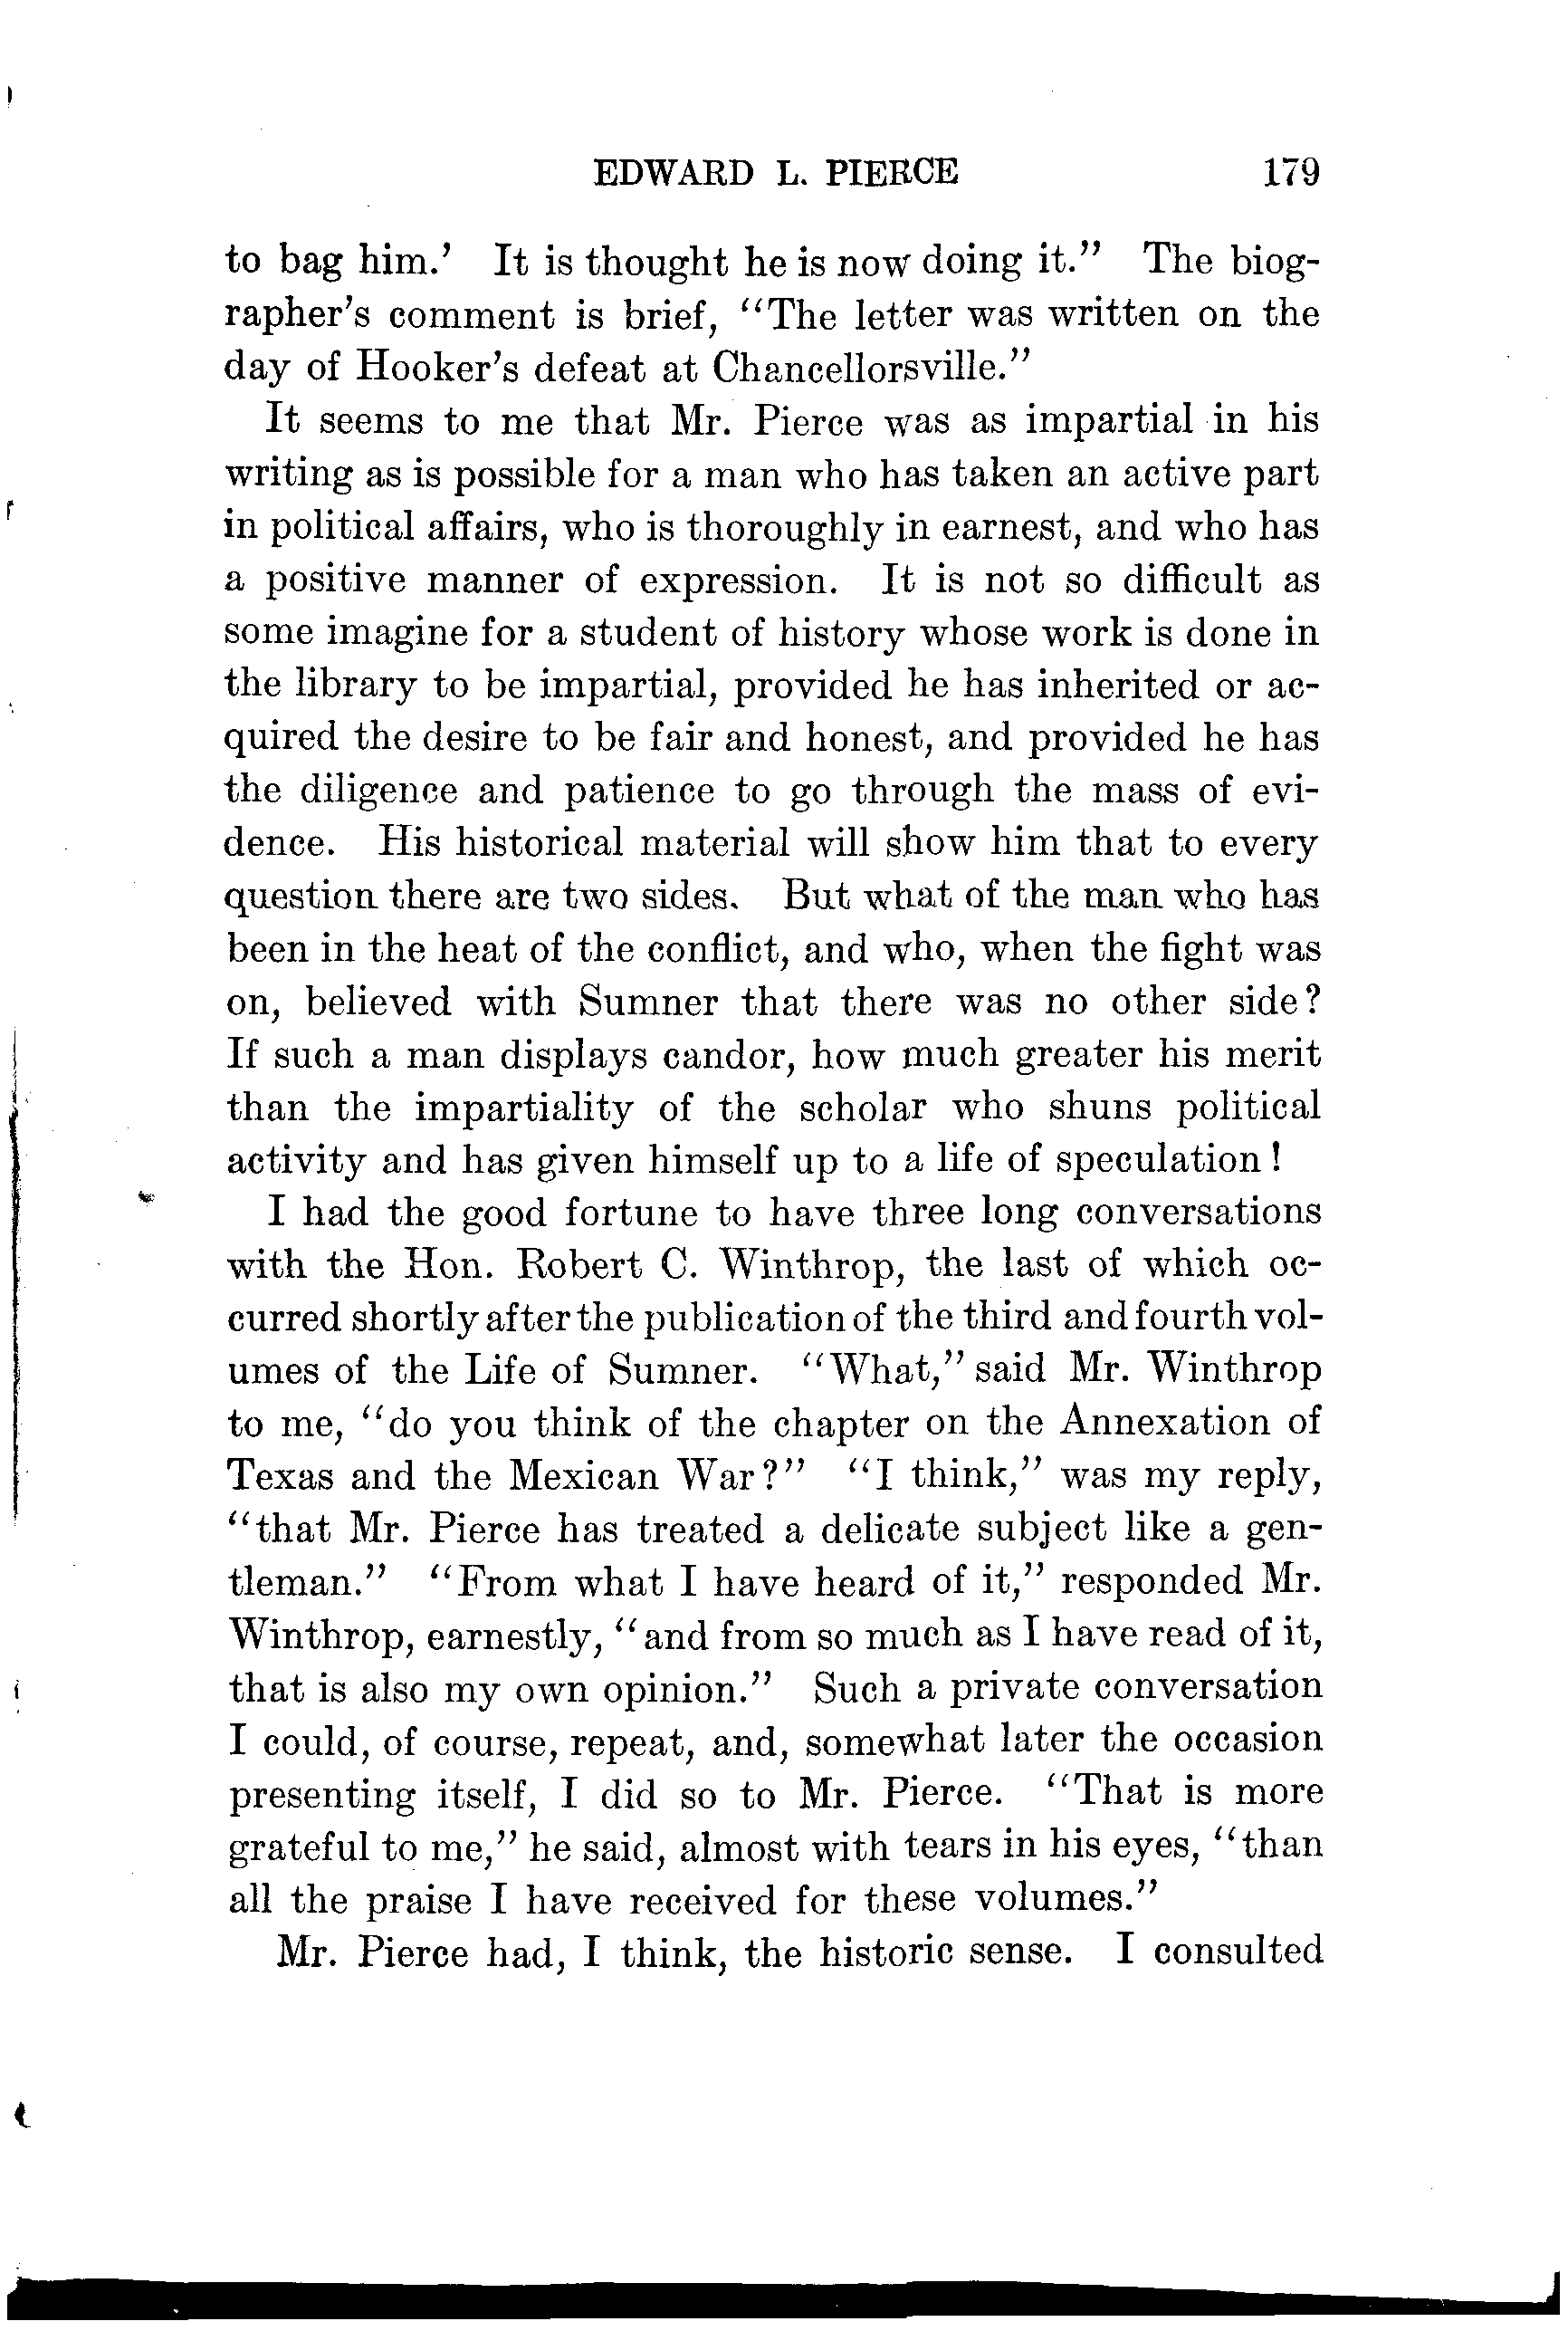 EDWARD L. PIERCE 179
to bag him.’ It is thought he is now doing it.” The biog-
rapher’s comment is brief, “The letter was written on the
day of Hooker’s defeat at Chancellorsville.”
It seems to me that Mr. Pierce was as impartial in his
writing as is possible for a man who has taken an active part
in political affairs, who is thoroughly in earnest, and who has
a positive manner of expression. It is not so difficult as
some imagine for a student of history whose work is done in
the library to be impartial, provided he has inherited or ac-
quired the desire to be fair and honest, and provided he has
the diligence and patience to go through the mass of evi-
dence. His historical material will show him that to every
question there are two sides. But what of the man who has
been in the heat of the conflict, and who, when the fight was
on, believed with Sumner that there was no other side?
If such a man displays candor, how much greater his merit
than the impartiality of the scholar who shuns political
activity and has given himself up to a life of speculation!
I had the good fortune to have three long conversations
with the Hon. Robert C. Winthrop, the last of which oc-
curred shortly after the publication of the third and fourth vol-
umes of the Life of Sumner. “What,” said Mr. Winthrop
to me, “do you think of the chapter on the Annexation of
Texas and the Mexican War?” “I think,” was my reply,
“that Mr. Pierce has treated a delicate subject like a gen-
tleman.” “From what I have heard of it,” responded Mr.
Winthrop, earnestly, “and from so much as I have read of it,
that is also my own opinion.” Such a private conversation
I could, of course, repeat, and, somewhat later the occasion
presenting itself, I did so to Mr. Pierce. “That is more
grateful to me,” he said, almost with tears in his eyes, “than
all the praise I have received for these volumes.”
Mr. Pierce had, I think, the historic sense. I consulted